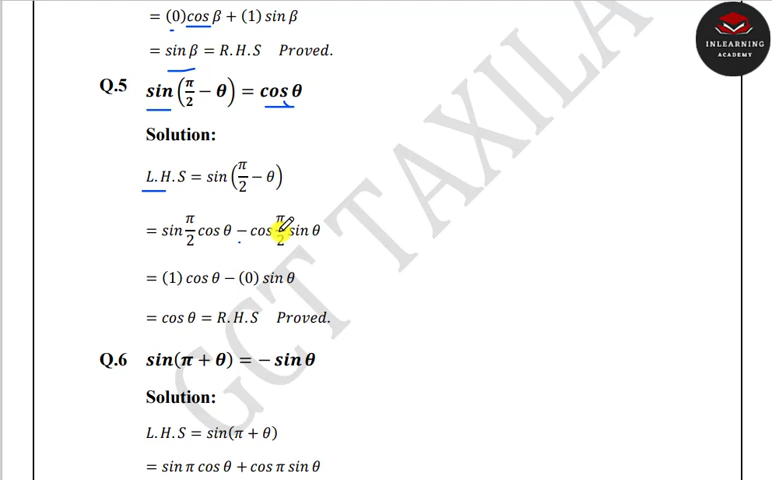 = (0)cos β + (1) sin β
= sin β = R.H.S Proved.
INLEARNING
ACADEMY
Q.5 sin(π/2 − θ) = cos θ
Solution:
L.H.S = sin(π/2 − θ)
= sin π/2 cos θ − cos π/2 sin θ
= (1) cos θ − (0) sin θ
= cos θ = R.H.S Proved.
Q.6 sin(π + θ) = − sin θ
Solution:
L.H.S = sin(π + θ)
= sin π cos θ + cos π sin θ
GCT TAXILA